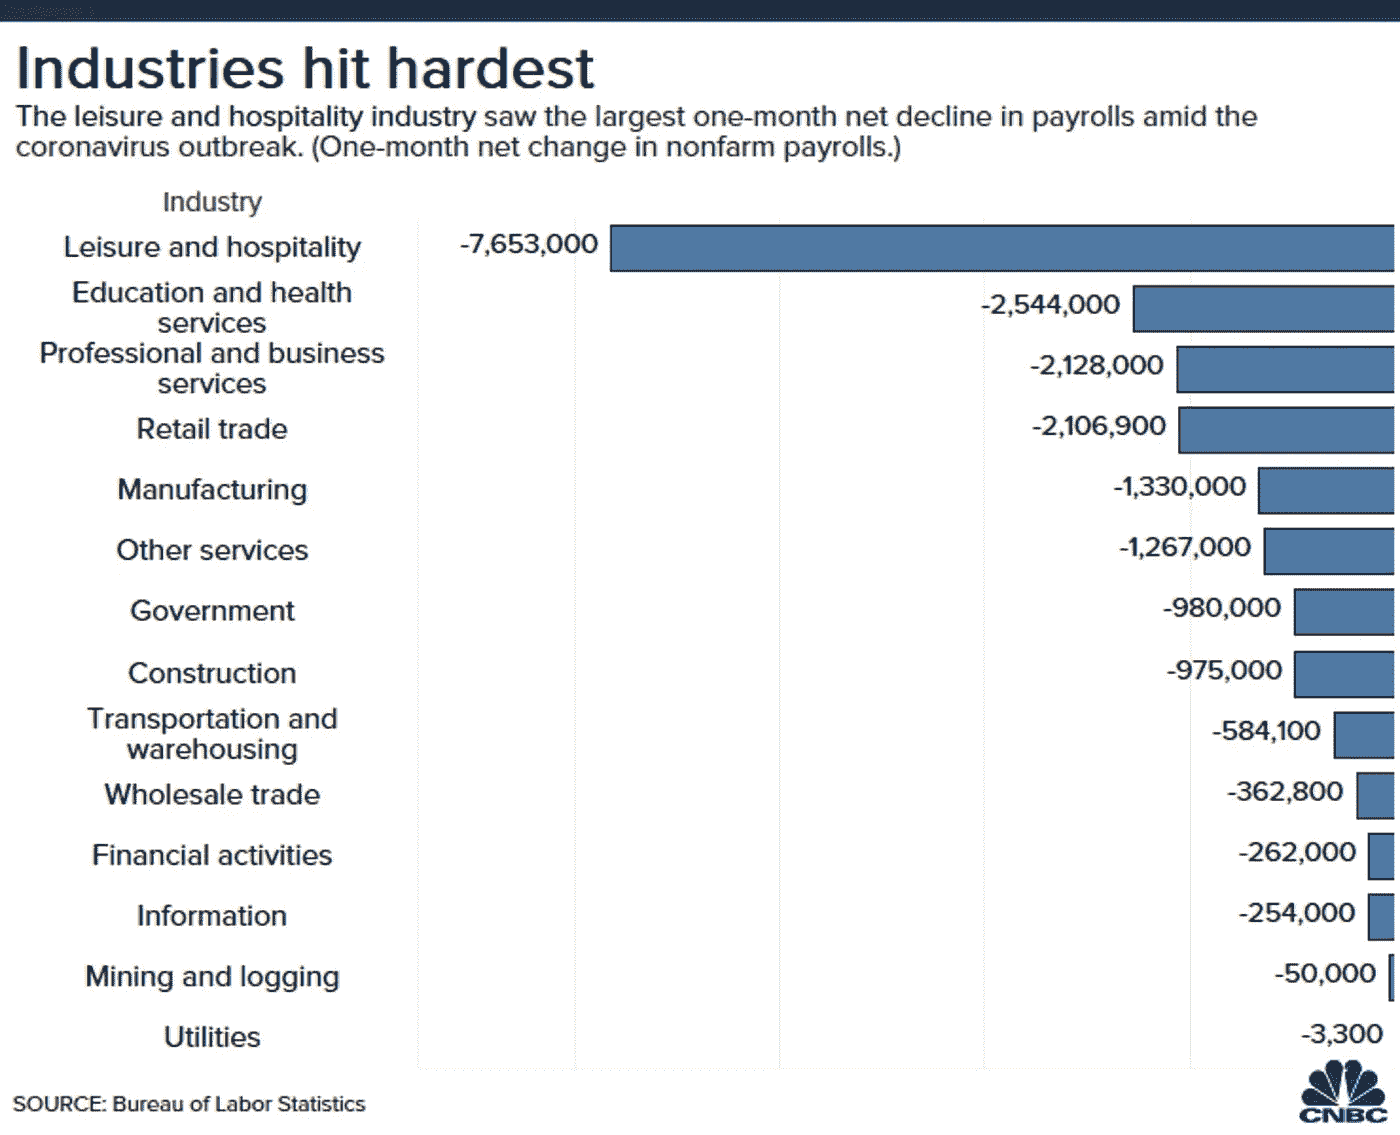 Industries hit hardest
The leisure and hospitality industry saw the largest one-month net decline in payrolls amid the
coronavirus outbreak. (One-month net change in nonfarm payrolls.)
Industry
Leisure and hospitality -7,653,000
Education and health
services -2,544,000
Professional and business
services -2,128,000
Retail trade -2,106,900
Manufacturing -1,330,000
Other services -1,267,000
Government -980,000
Construction -975,000
Transportation and
warehousing -584,100
Wholesale trade -362,800
Financial activities -262,000
Information -254,000
Mining and logging -50,000
Utilities -3,300
SOURCE: Bureau of Labor Statistics
CNBC